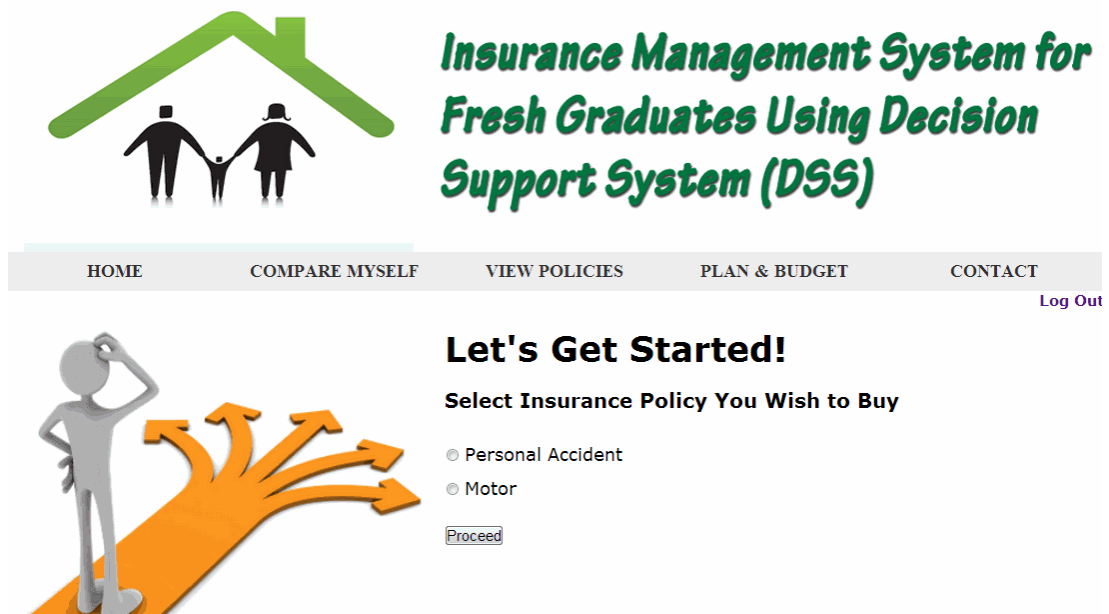 Insurance Management System for
Fresh Graduates Using Decision
Support System (DSS)
HOME COMPARE MYSELF VIEW POLICIES PLAN & BUDGET CONTACT
Log Out
Let's Get Started!
Select Insurance Policy You Wish to Buy
Personal Accident
Motor
Proceed